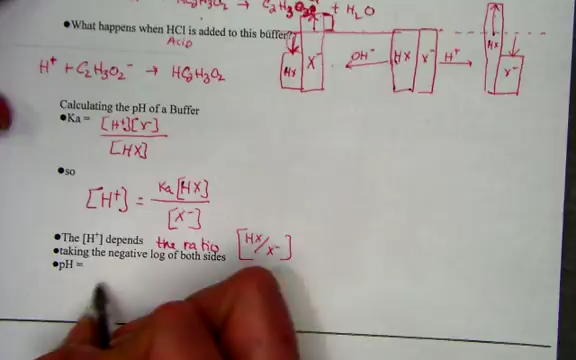 → C₂H₃O₂⁻ + H₂O
●What happens when HCl is added to this buffer?
Acid
H⁺ + C₂H₃O₂⁻ → HC₂H₃O₂
HX X⁻ OH⁻ HX X⁻ H⁺ HX X⁻
Calculating the pH of a Buffer
●Ka = [H⁺][X⁻] / [HX]
●so
[H⁺] = Ka[HX] / [X⁻]
●The [H⁺] depends the ratio [HX/X⁻]
●taking the negative log of both sides
●pH =